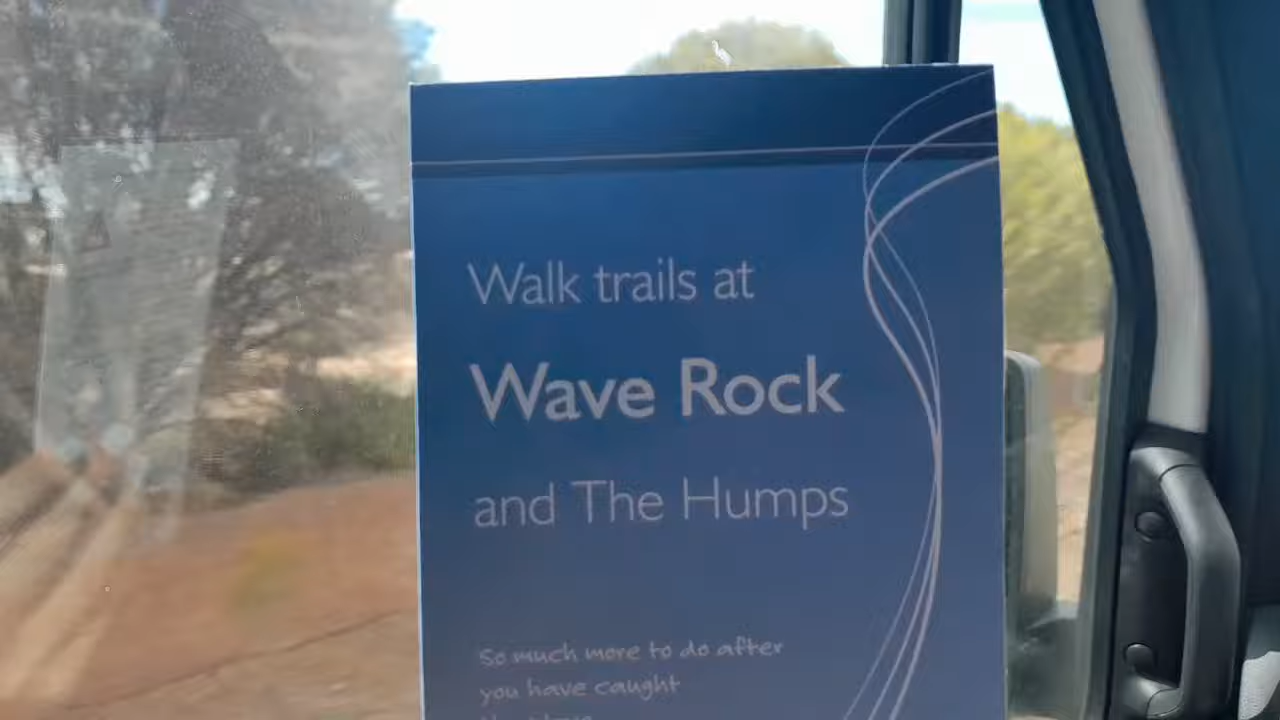 Walk trails at
Wave Rock
and The Humps
So much more to do after
you have caught